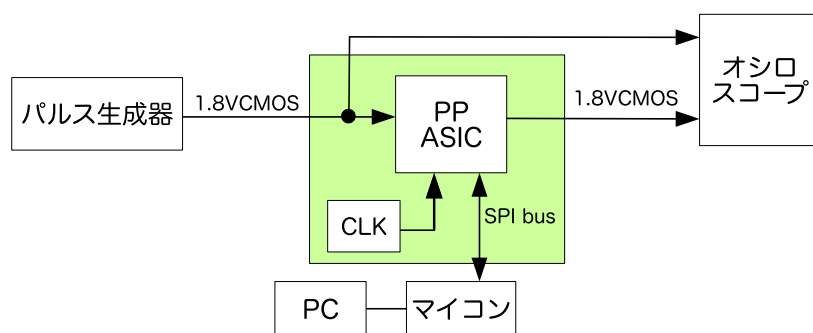 オシロ
スコープ
パルス生成器
1.8VCMOS
PP
ASIC
1.8VCMOS
CLK
SPI bus
PC
マイコン